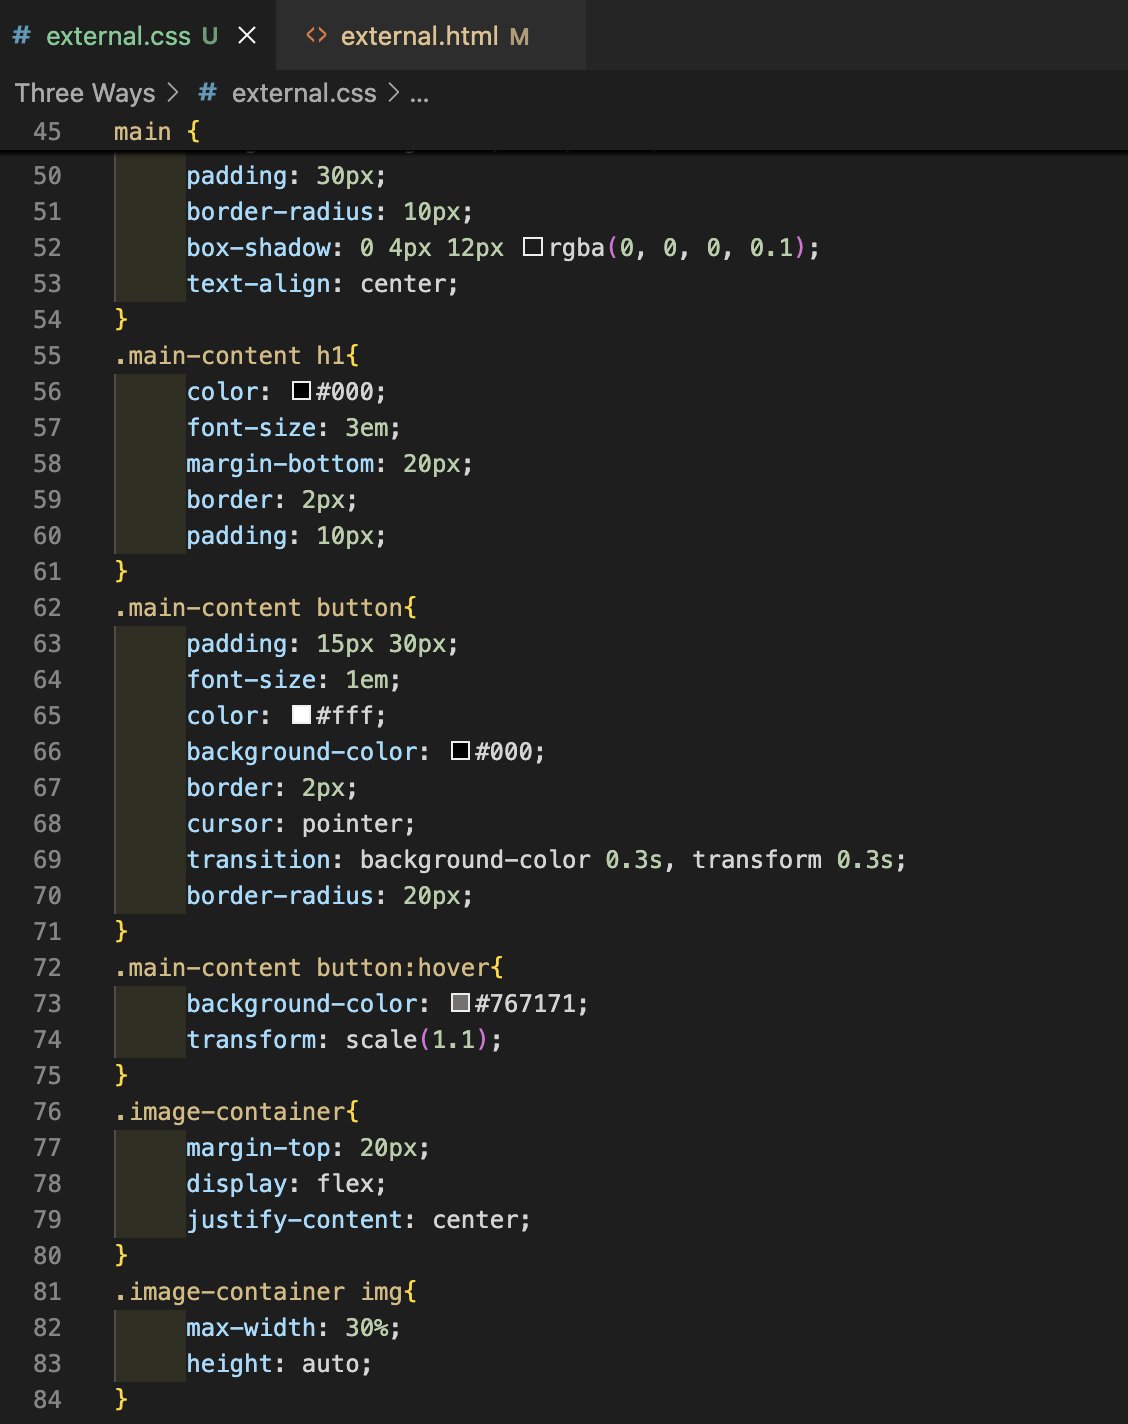 # external.css U × <> external.html M
Three Ways > # external.css > ...
45 main {
50 padding: 30px;
51 border-radius: 10px;
52 box-shadow: 0 4px 12px rgba(0, 0, 0, 0.1);
53 text-align: center;
54 }
55 .main-content h1{
56 color: #000;
57 font-size: 3em;
58 margin-bottom: 20px;
59 border: 2px;
60 padding: 10px;
61 }
62 .main-content button{
63 padding: 15px 30px;
64 font-size: 1em;
65 color: #fff;
66 background-color: #000;
67 border: 2px;
68 cursor: pointer;
69 transition: background-color 0.3s, transform 0.3s;
70 border-radius: 20px;
71 }
72 .main-content button:hover{
73 background-color: #767171;
74 transform: scale(1.1);
75 }
76 .image-container{
77 margin-top: 20px;
78 display: flex;
79 justify-content: center;
80 }
81 .image-container img{
82 max-width: 30%;
83 height: auto;
84 }